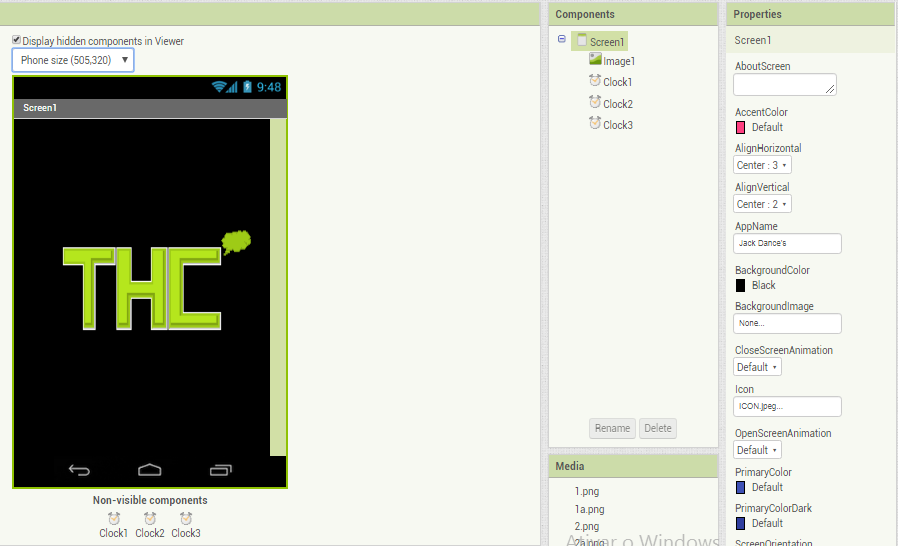 Display hidden components in Viewer
Phone size (505,320)
9:48
Screen1
THC
Non-visible components
Clock1 Clock2 Clock3
Components
Screen1
Image1
Clock1
Clock2
Clock3
Rename Delete
Media
1.png
1a.png
2.png
2a.png
Ativar o Windows
Properties
Screen1
AboutScreen
AccentColor
Default
AlignHorizontal
Center : 3
AlignVertical
Center : 2
AppName
Jack Dance's
BackgroundColor
Black
BackgroundImage
None...
CloseScreenAnimation
Default
Icon
ICON.jpeg...
OpenScreenAnimation
Default
PrimaryColor
Default
PrimaryColorDark
Default
ScreenOrientation